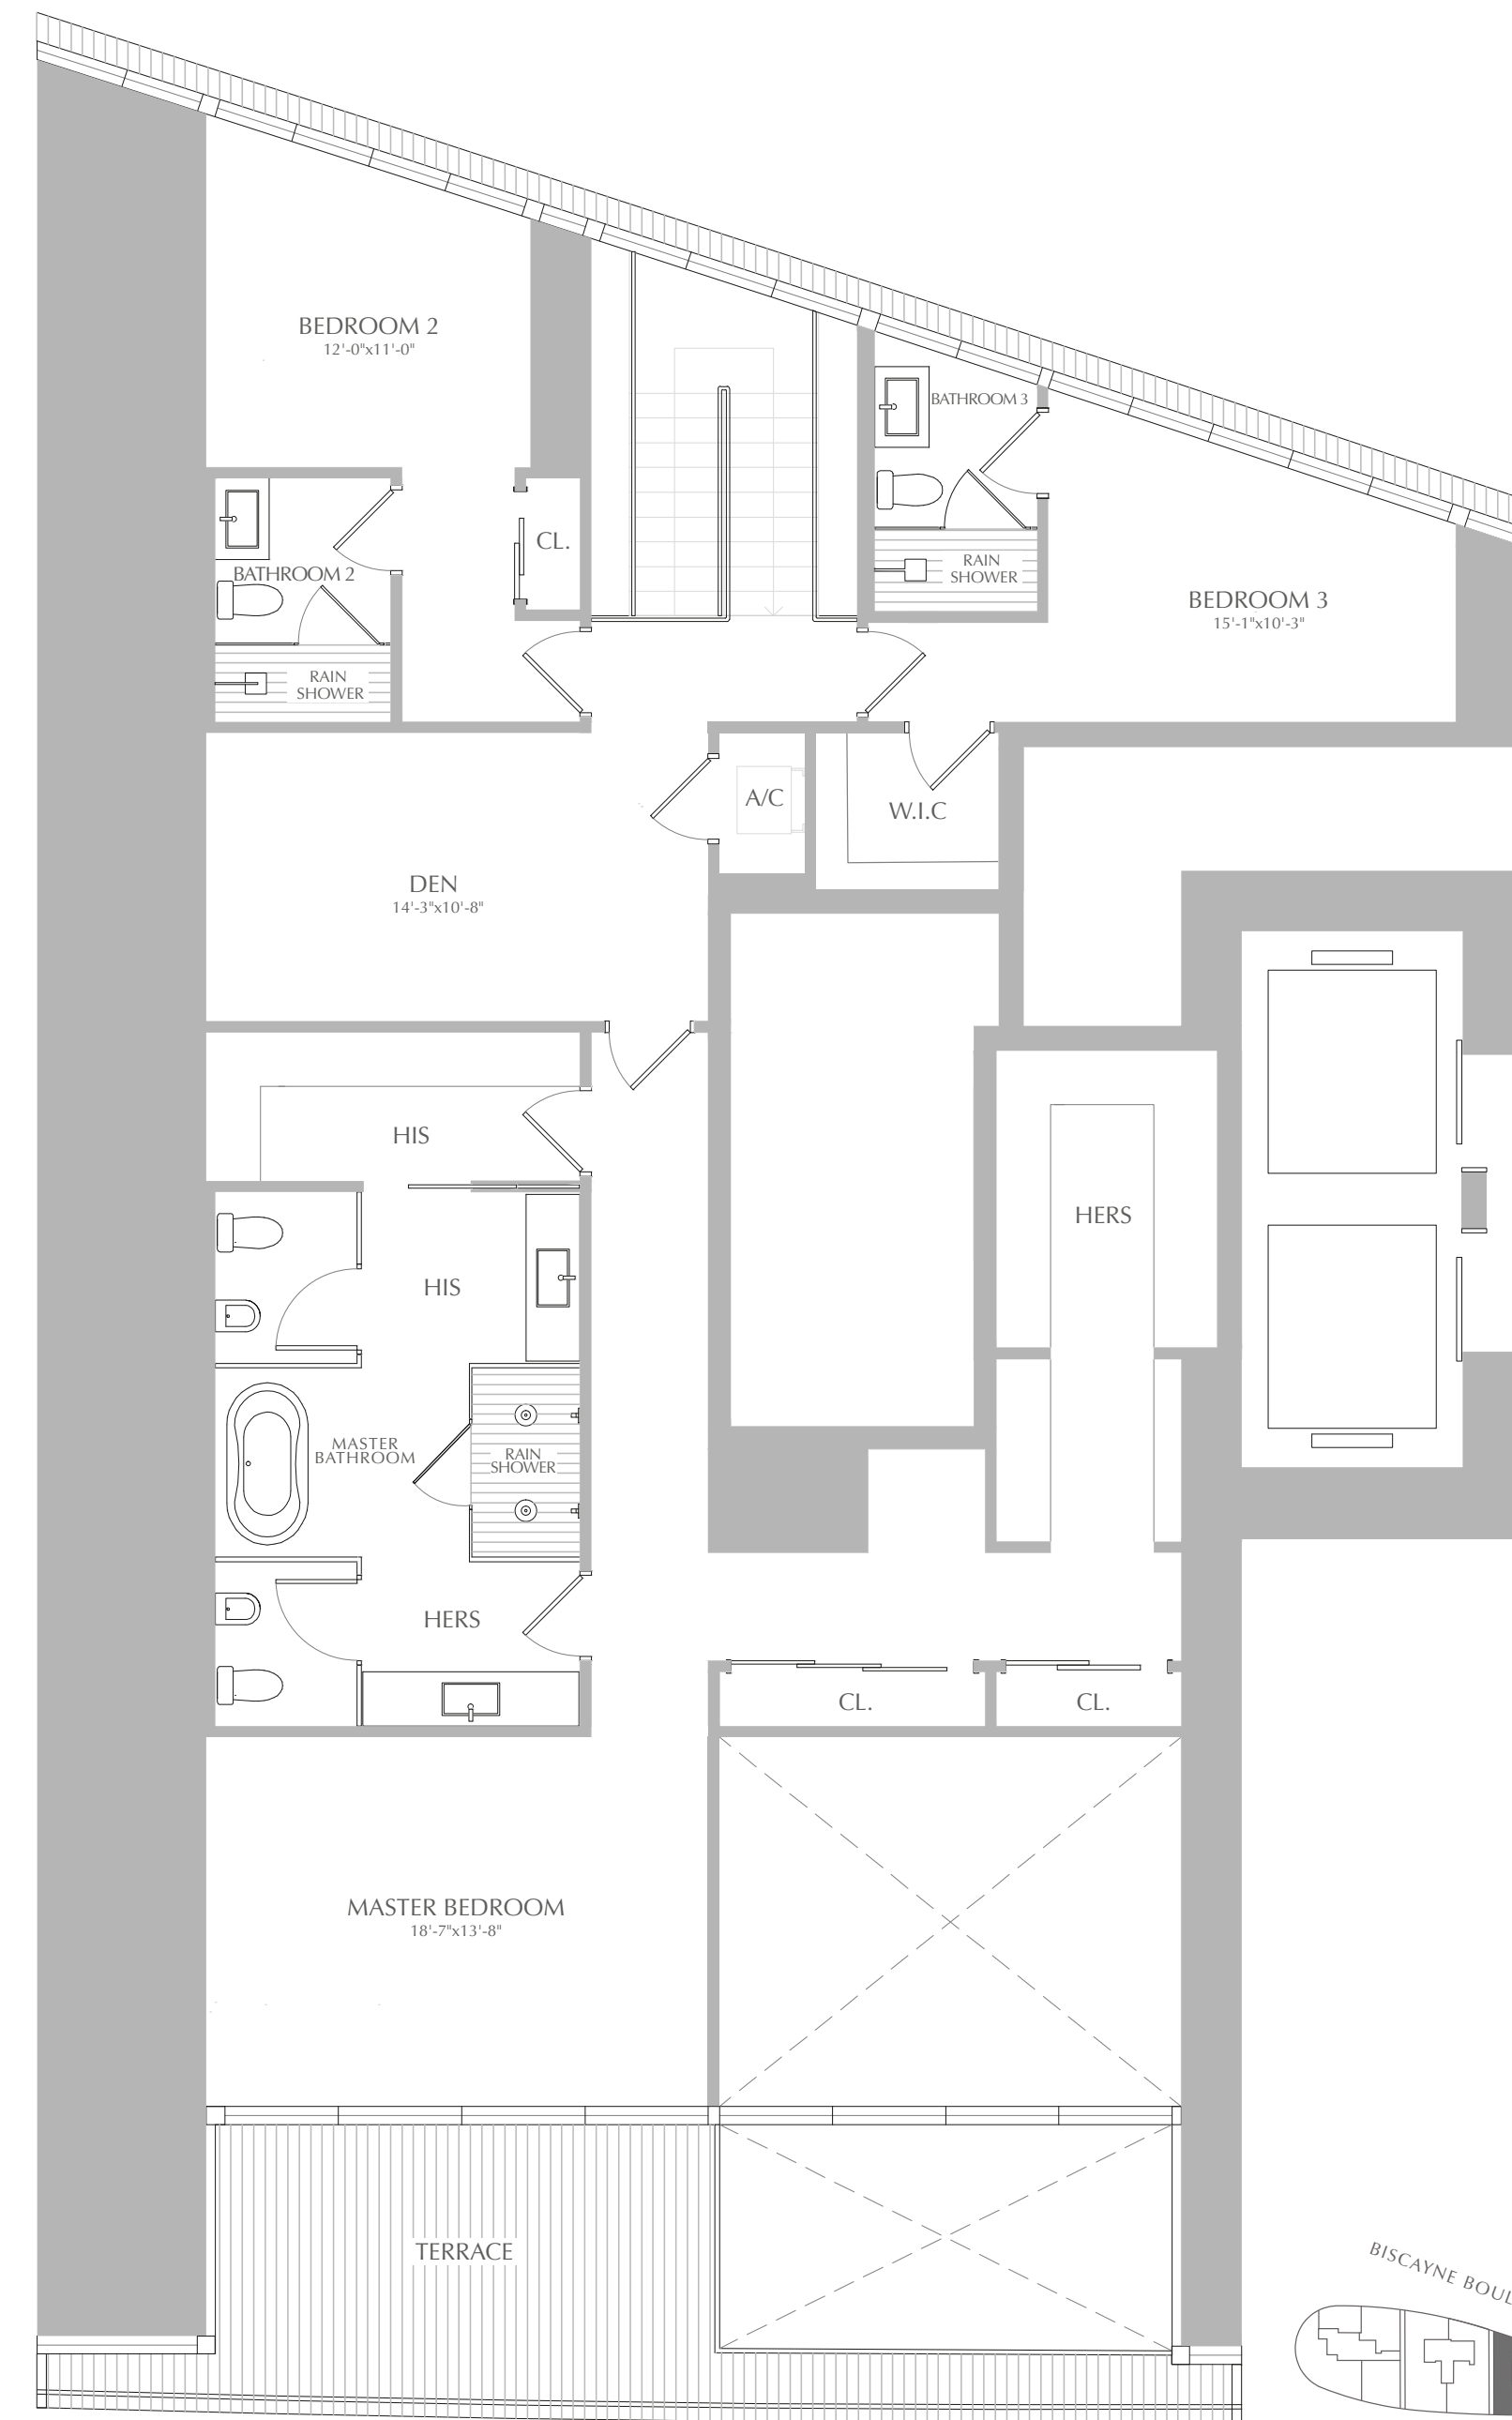 BEDROOM 2
12'-0"x11'-0"
BATHROOM 3
CL.
BATHROOM 2
RAIN
SHOWER
BEDROOM 3
15'-1"x10'-3"
RAIN
SHOWER
A/C
W.I.C
DEN
14'-3"x10'-8"
HIS
HERS
HIS
MASTER
BATHROOM
RAIN
SHOWER
HERS
CL.
CL.
MASTER BEDROOM
18'-7"x13'-8"
TERRACE
BISCAYNE